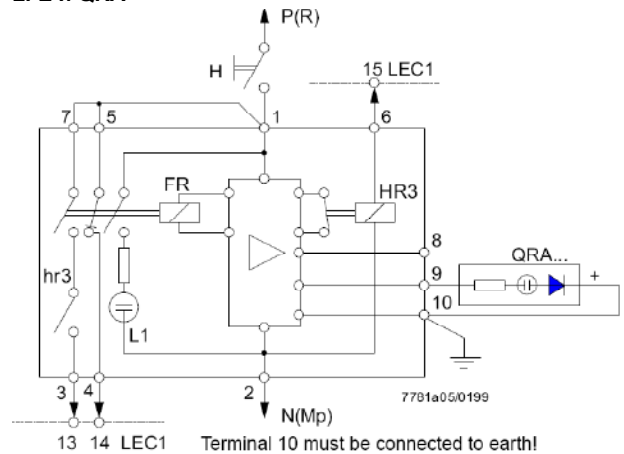 P(R)
H
15 LEC1
7
5
1
6
FR
HR3
8
QRA...
9
+
10
hr3
L1
3
4
2
7781a05/0199
N(Mp)
13 14 LEC1
Terminal 10 must be connected to earth!